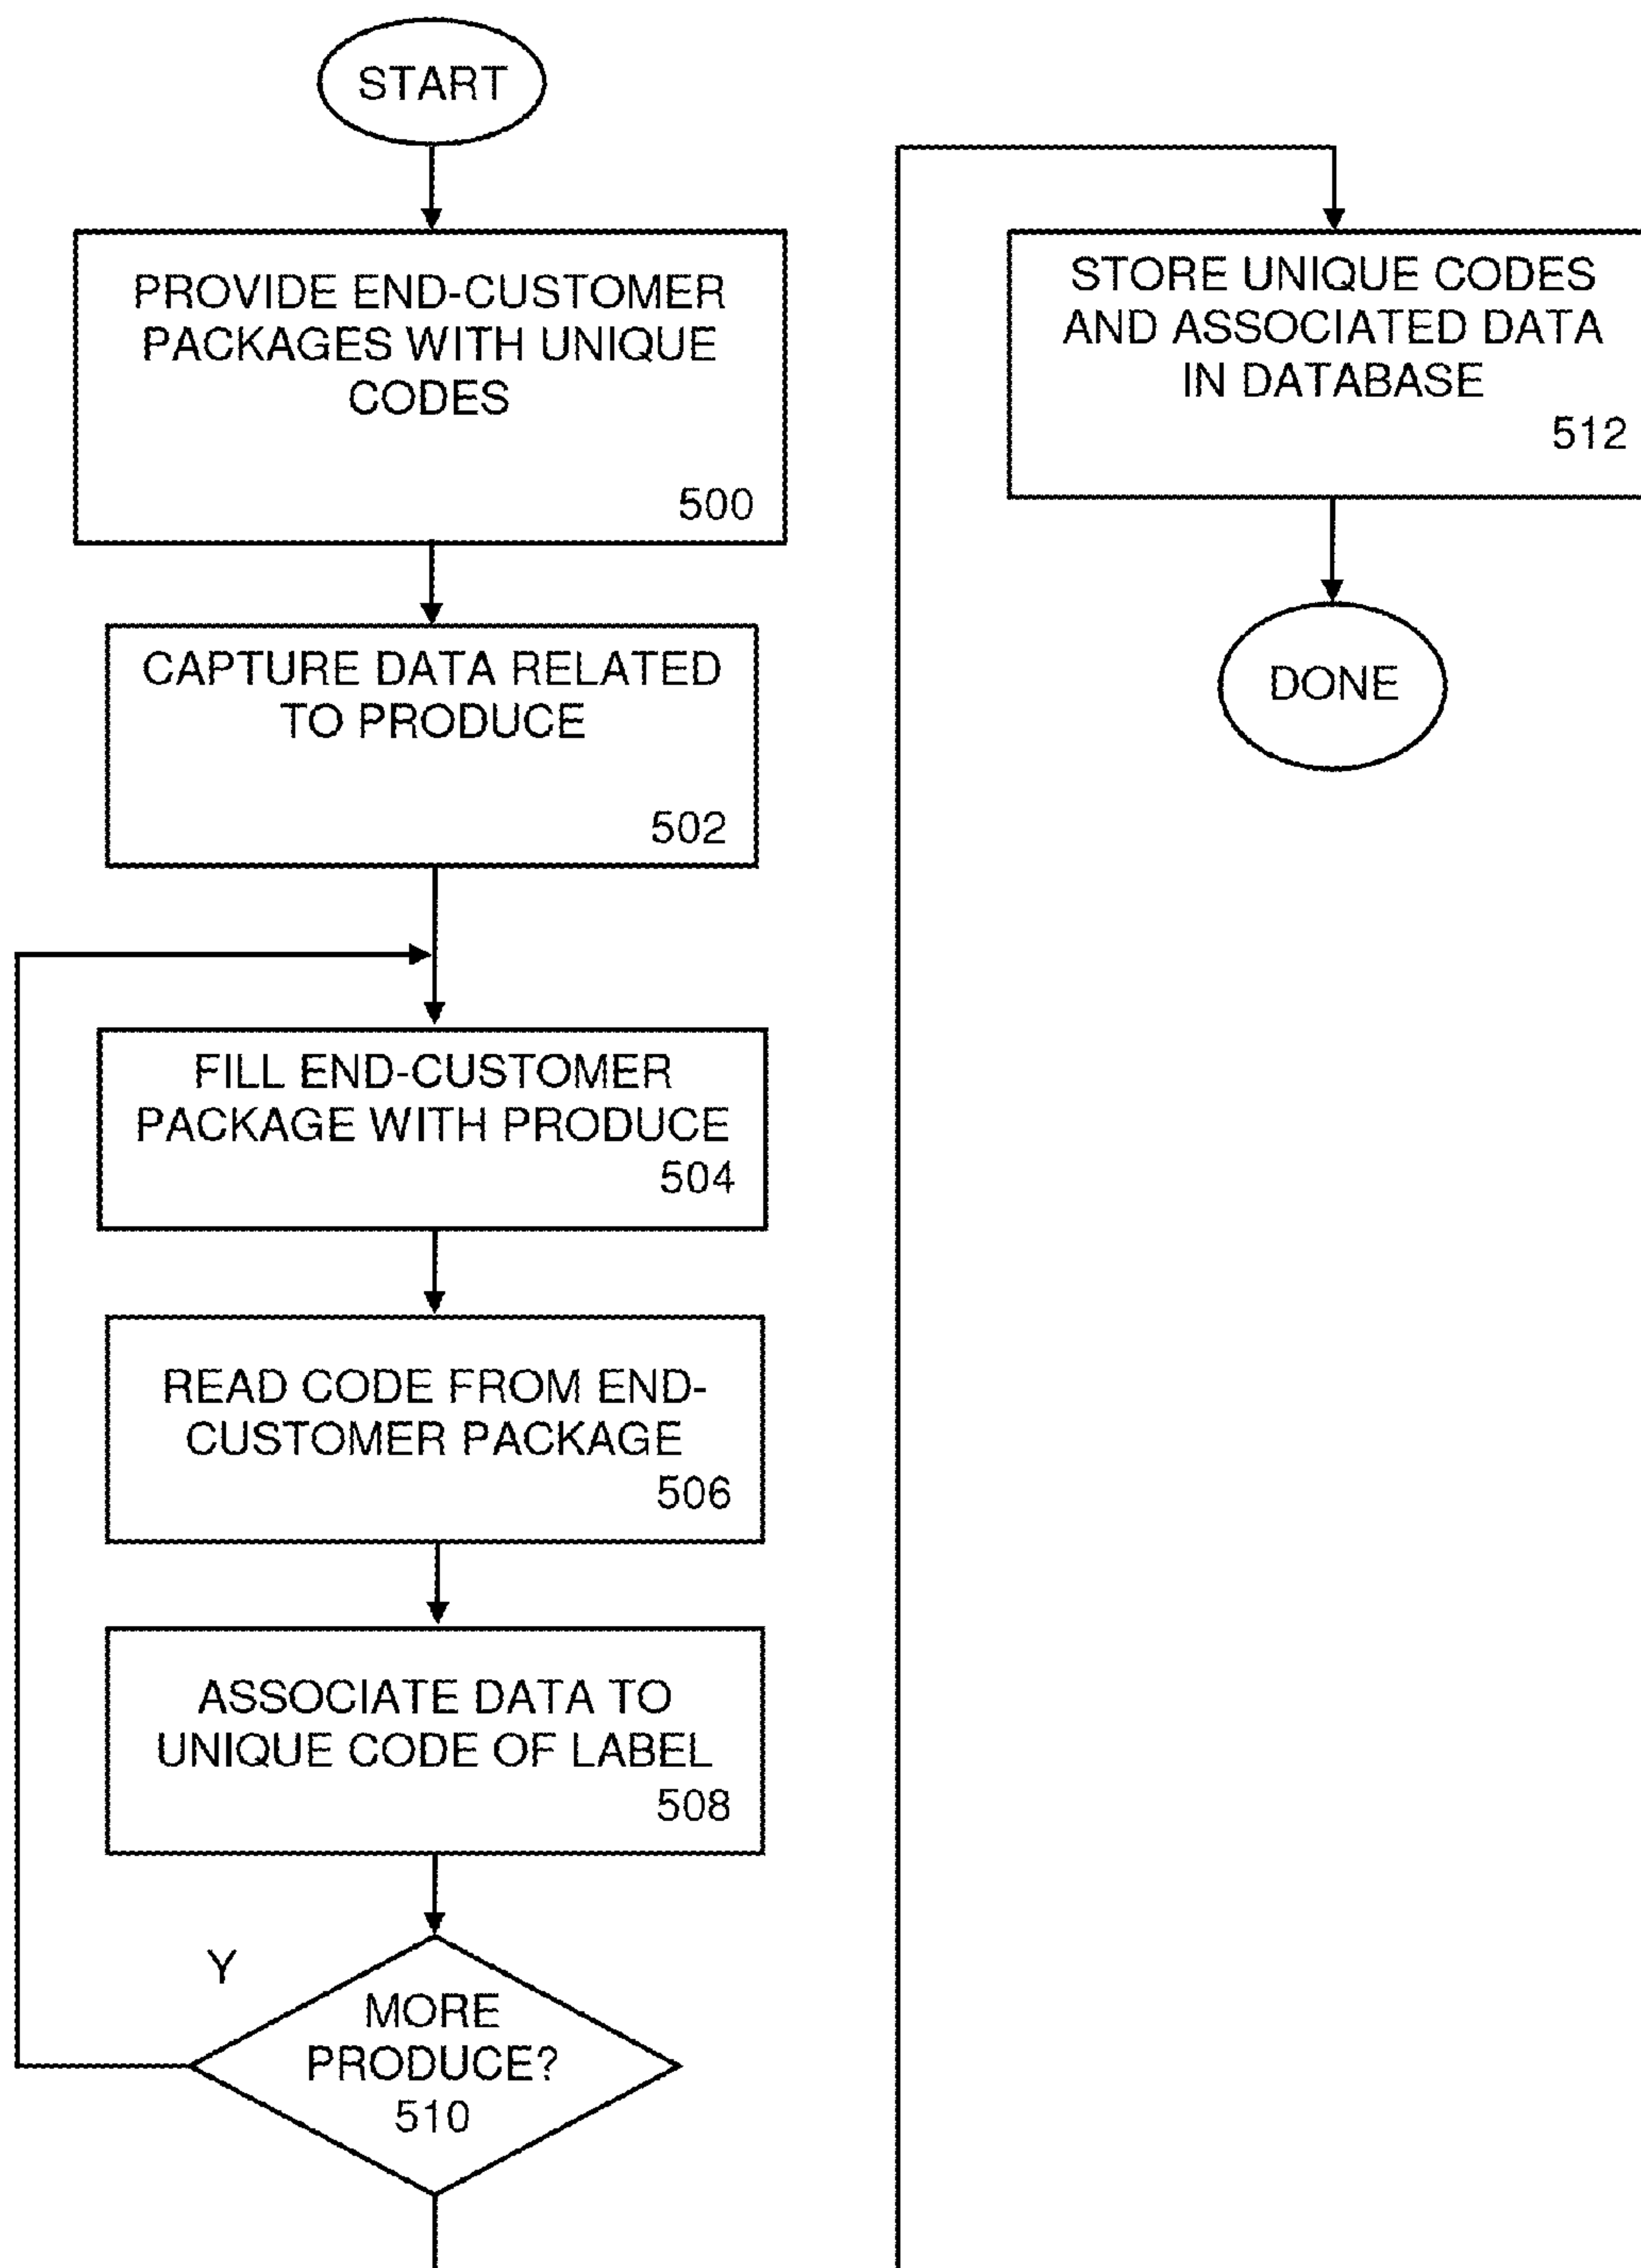 START
PROVIDE END-CUSTOMER
PACKAGES WITH UNIQUE
CODES
500
CAPTURE DATA RELATED
TO PRODUCE
502
FILL END-CUSTOMER
PACKAGE WITH PRODUCE
504
READ CODE FROM END-
CUSTOMER PACKAGE
506
ASSOCIATE DATA TO
UNIQUE CODE OF LABEL
508
Y
MORE
PRODUCE?
510
STORE UNIQUE CODES
AND ASSOCIATED DATA
IN DATABASE
512
DONE